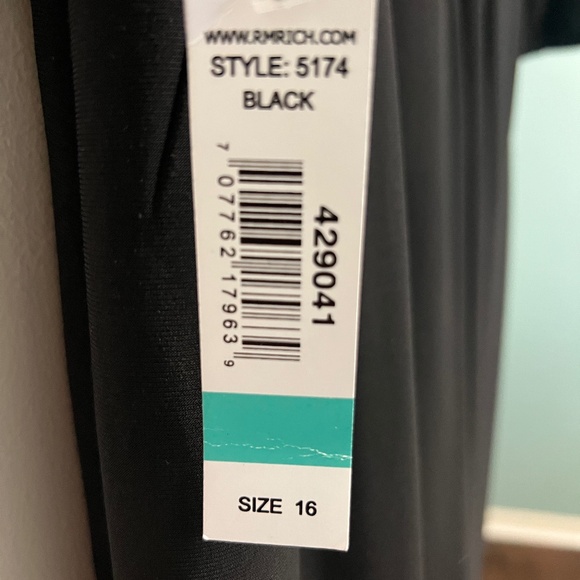 WWW.RMRICH.COM
STYLE: 5174
BLACK
7 07762 17963 9
429041
SIZE 16